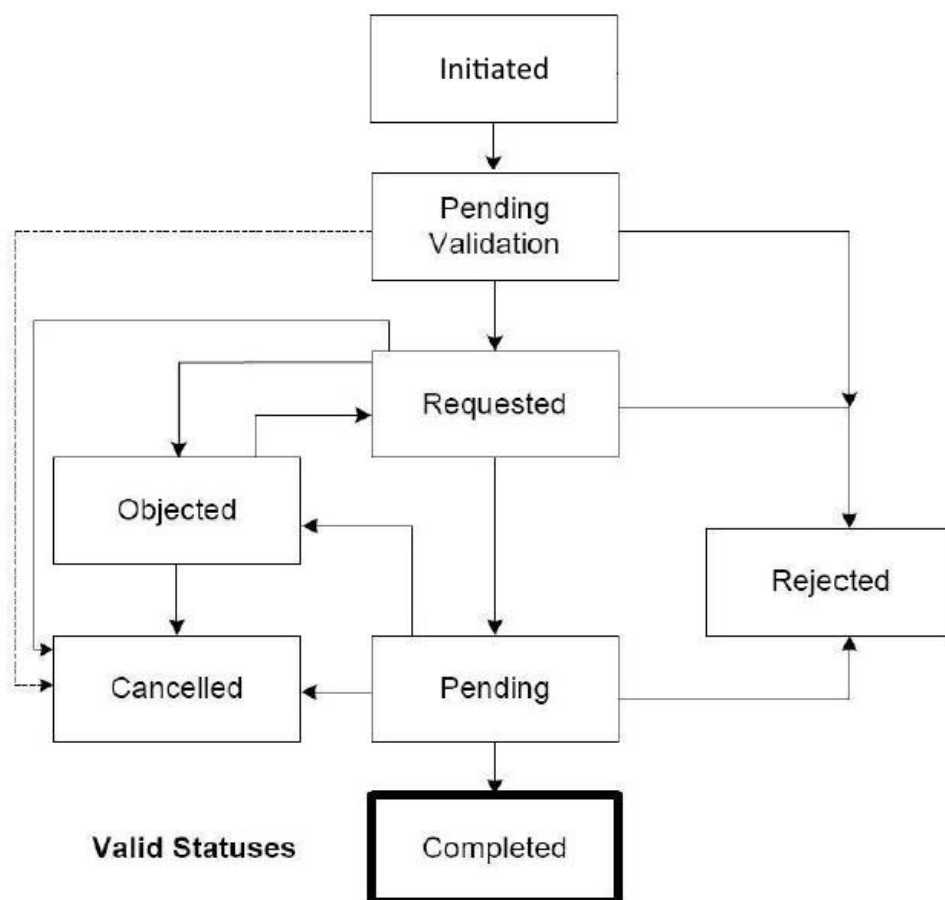 Initiated
Pending
Validation
Requested
Objected
Rejected
Cancelled
Pending
Valid Statuses
Completed